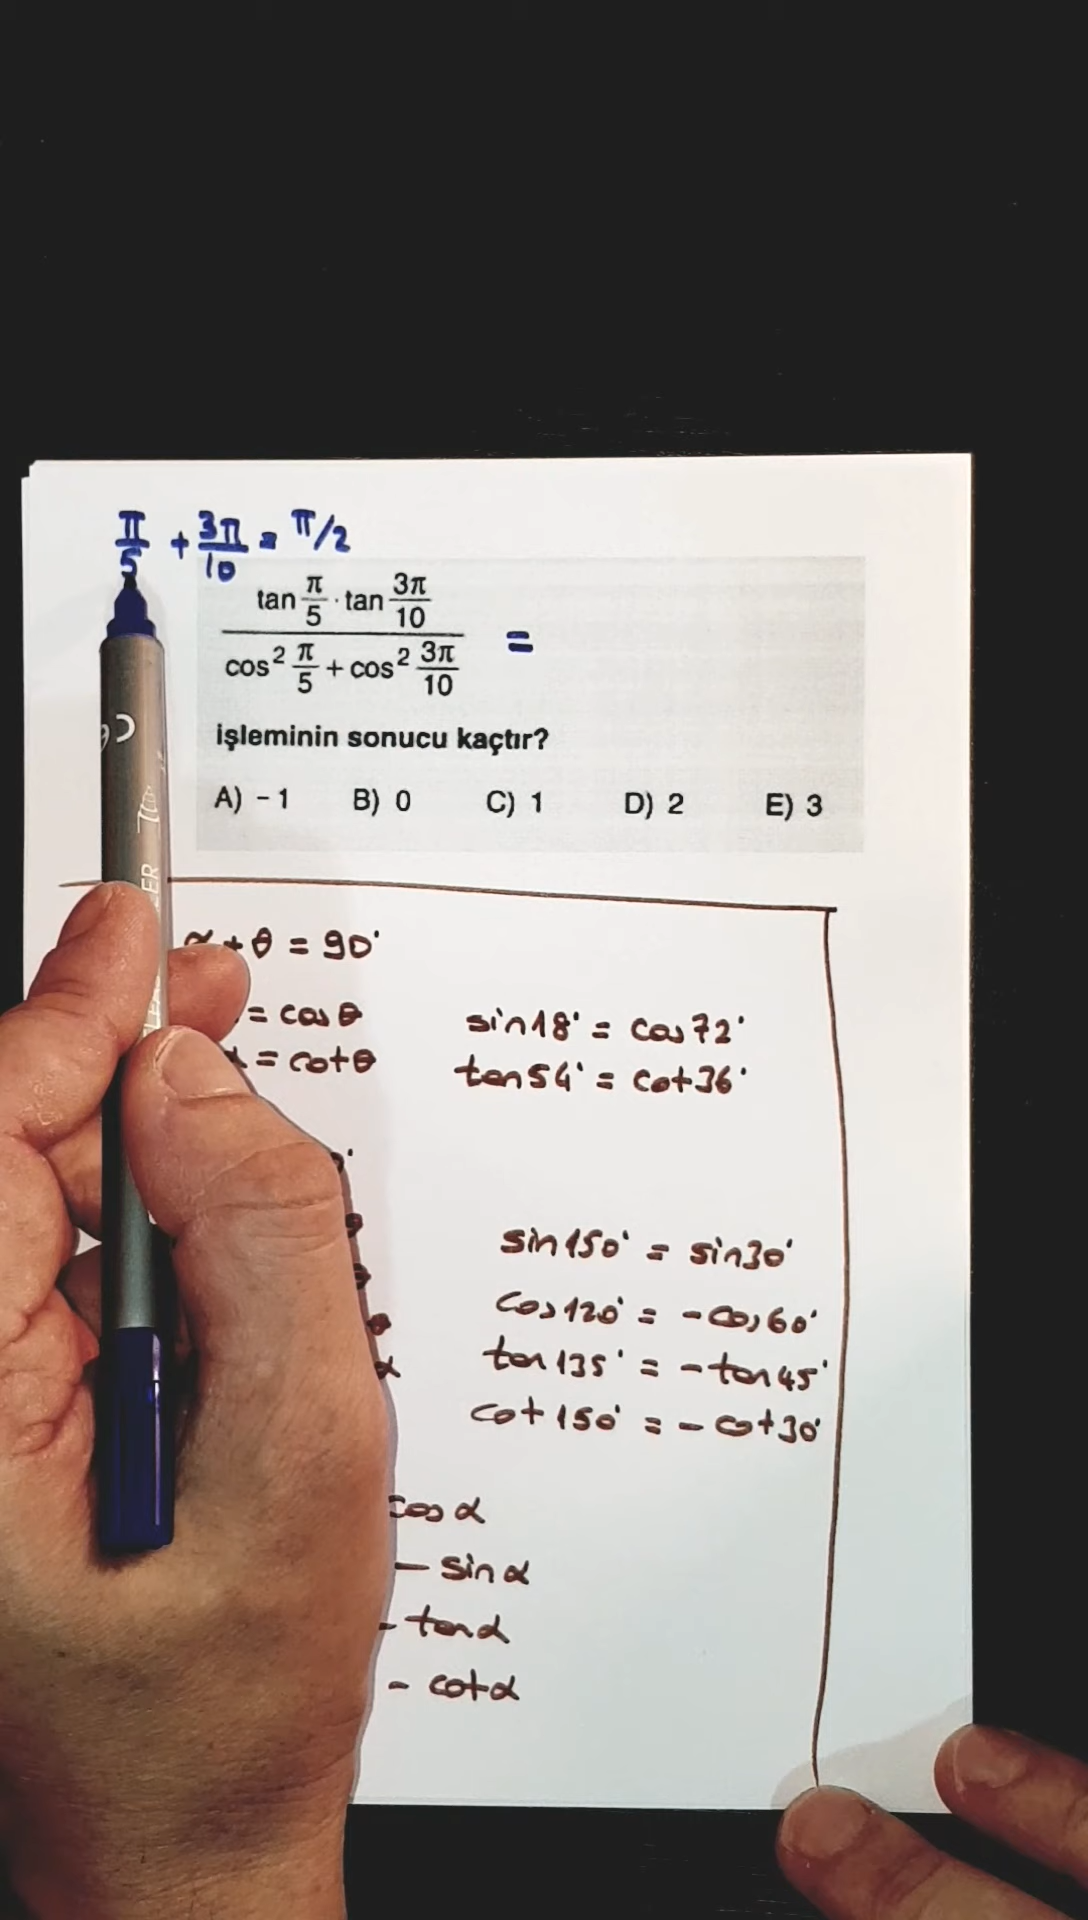 π/5 + 3π/10 = π/2
tan π/5 · tan 3π/10
cos² π/5 + cos² 3π/10
=
işleminin sonucu kaçtır?
A) -1 B) 0 C) 1 D) 2 E) 3
α + θ = 90°
= cosθ
= cotθ
sin18° = cos72°
tan54° = cot36°
sin150° = sin30°
cos120° = -cos60°
tan135° = -tan45°
cot150° = -cot30°
cosα
- sinα
- tanα
- cotα